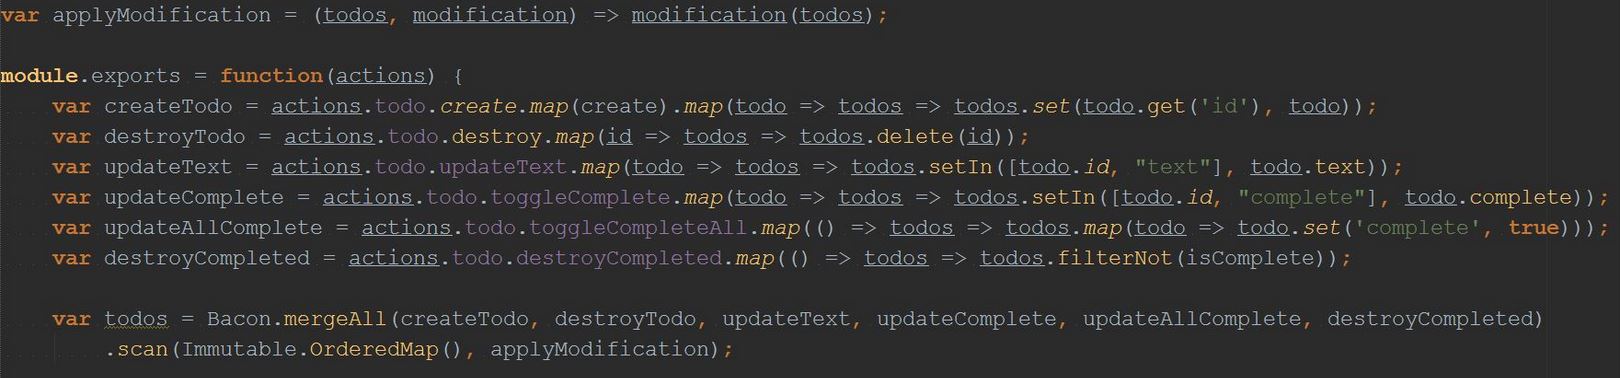 var applyModification = (todos, modification) => modification(todos);
module.exports = function(actions) {
var createTodo = actions.todo.create.map(create).map(todo => todos => todos.set(todo.get('id'), todo));
var destroyTodo = actions.todo.destroy.map(id => todos => todos.delete(id));
var updateText = actions.todo.updateText.map(todo => todos => todos.setIn([todo.id, "text"], todo.text));
var updateComplete = actions.todo.toggleComplete.map(todo => todos => todos.setIn([todo.id, "complete"], todo.complete));
var updateAllComplete = actions.todo.toggleCompleteAll.map(() => todos => todos.map(todo => todo.set('complete', true)));
var destroyCompleted = actions.todo.destroyCompleted.map(() => todos => todos.filterNot(isComplete));
var todos = Bacon.mergeAll(createTodo, destroyTodo, updateText, updateComplete, updateAllComplete, destroyCompleted)
.scan(Immutable.OrderedMap(), applyModification);